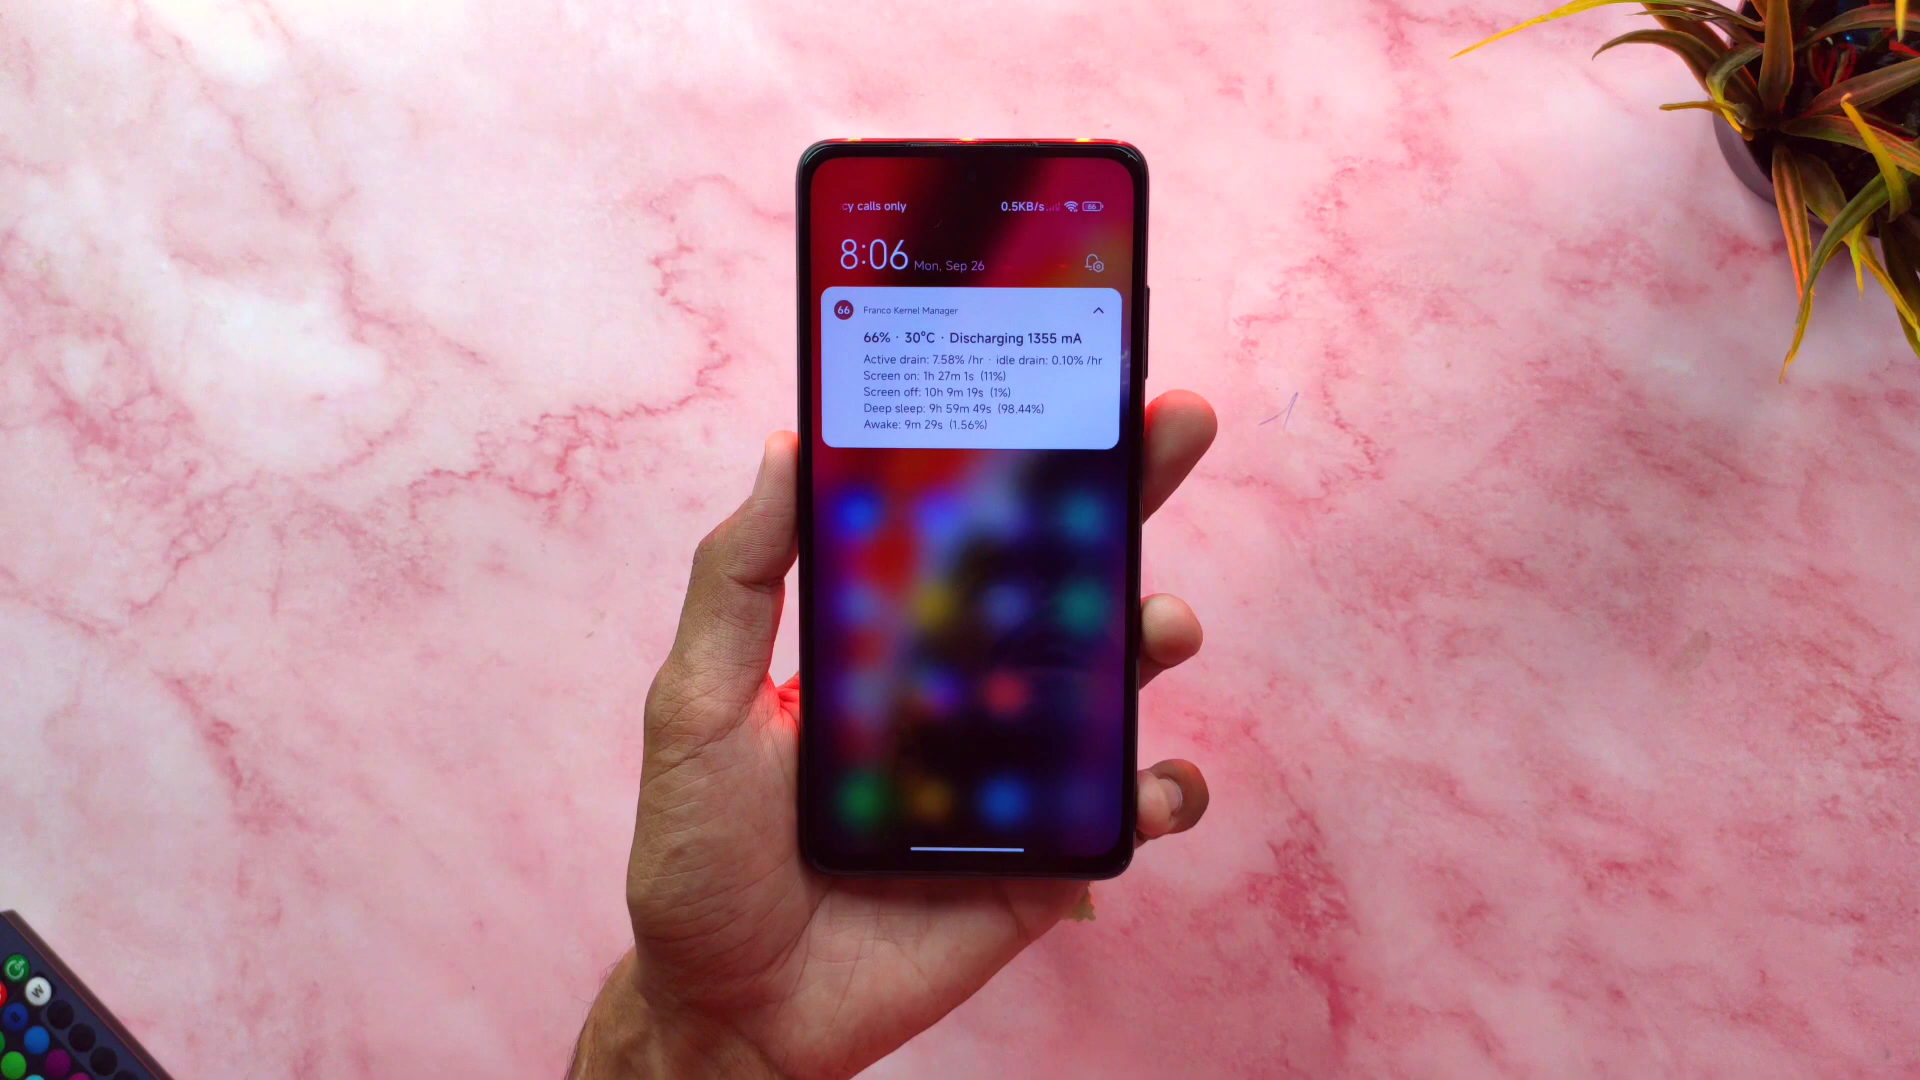 cy calls only 0.5KB/s 66
8:06 Mon, Sep 26
66 Franco Kernel Manager
66% · 30°C · Discharging 1355 mA
Active drain: 7.58% /hr · idle drain: 0.10% /hr
Screen on: 1h 27m 1s (11%)
Screen off: 10h 9m 19s (1%)
Deep sleep: 9h 59m 49s (98.44%)
Awake: 9m 29s (1.56%)
W